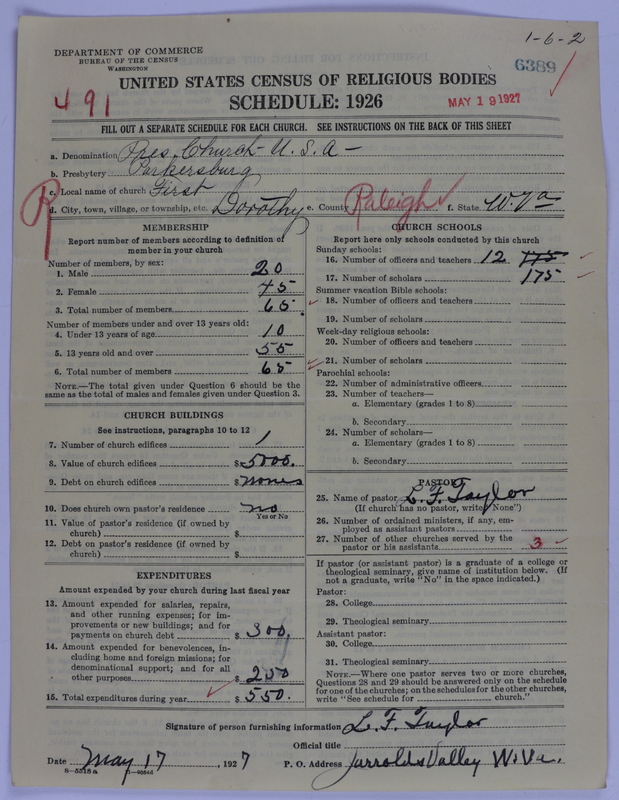 1-6-2
DEPARTMENT OF COMMERCE
BUREAU OF THE CENSUS
WASHINGTON
6389
UNITED STATES CENSUS OF RELIGIOUS BODIES
491
SCHEDULE: 1926
MAY 19 1927
FILL OUT A SEPARATE SCHEDULE FOR EACH CHURCH. SEE INSTRUCTIONS ON THE BACK OF THIS SHEET
a. Denomination Pres. Church - U.S.A -
b. Presbytery Parkersburg
c. Local name of church First
R
d. City, town, village, or township, etc. Dorothy e. County Raleigh f. State W. Va
MEMBERSHIP
Report number of members according to definition of
member in your church
Number of members, by sex:
1. Male 20
2. Female 45
3. Total number of members 65.
Number of members under and over 13 years old:
4. Under 13 years of age 10
5. 13 years old and over 55
6. Total number of members 65
NOTE.—The total given under Question 6 should be the
same as the total of males and females given under Question 3.
CHURCH BUILDINGS
See instructions, paragraphs 10 to 12
7. Number of church edifices 1
8. Value of church edifices $5000.
9. Debt on church edifices $
10. Does church own pastor's residence no
Yes or No
11. Value of pastor's residence (if owned by
church) $
12. Debt on pastor's residence (if owned by
church) $
EXPENDITURES
Amount expended by your church during last fiscal year
13. Amount expended for salaries, repairs,
and other running expenses; for im-
provements or new buildings; and for
payments on church debt $ 300.
14. Amount expended for benevolences, in-
cluding home and foreign missions; for
denominational support; and for all
other purposes $ 250
15. Total expenditures during year $ 550.
CHURCH SCHOOLS
Report here only schools conducted by this church
Sunday schools:
16. Number of officers and teachers 12 175
17. Number of scholars 175
Summer vacation Bible schools:
18. Number of officers and teachers
19. Number of scholars
Week-day religious schools:
20. Number of officers and teachers
21. Number of scholars
Parochial schools:
22. Number of administrative officers
23. Number of teachers—
a. Elementary (grades 1 to 8)
b. Secondary
24. Number of scholars—
a. Elementary (grades 1 to 8)
b. Secondary
PASTOR
25. Name of pastor L. F. Taylor
(If church has no pastor, write "None")
26. Number of ordained ministers, if any, em-
ployed as assistant pastors
27. Number of other churches served by the
pastor or his assistants 3
If pastor (or assistant pastor) is a graduate of a college or
theological seminary, give name of institution below. (If
not a graduate, write "No" in the space indicated.)
Pastor:
28. College
29. Theological seminary
Assistant pastor:
30. College
31. Theological seminary
NOTE.—Where one pastor serves two or more churches,
Questions 28 and 29 should be answered only on the schedule
for one of the churches; on the schedules for the other churches,
write "See schedule for church."
Signature of person furnishing information L. F. Taylor
Official title
Date May 17, 1927 P. O. Address Jarrolds Valley W. Va.